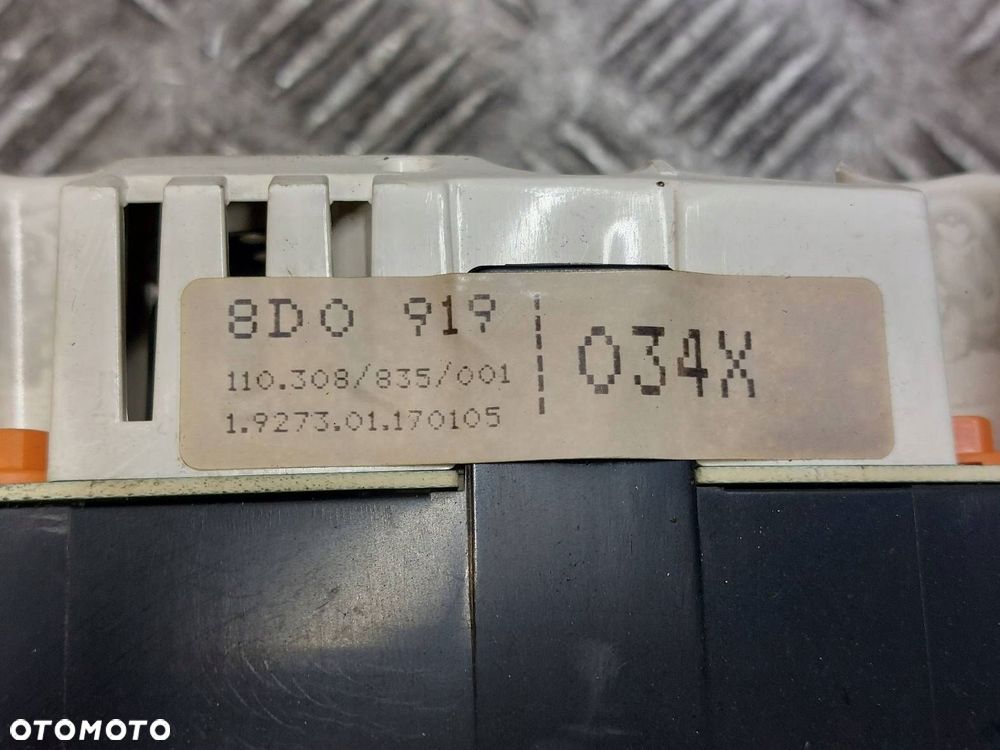 8D0 919 034X
110.308/835/001
1.9273.01.170105
OTOMOTO